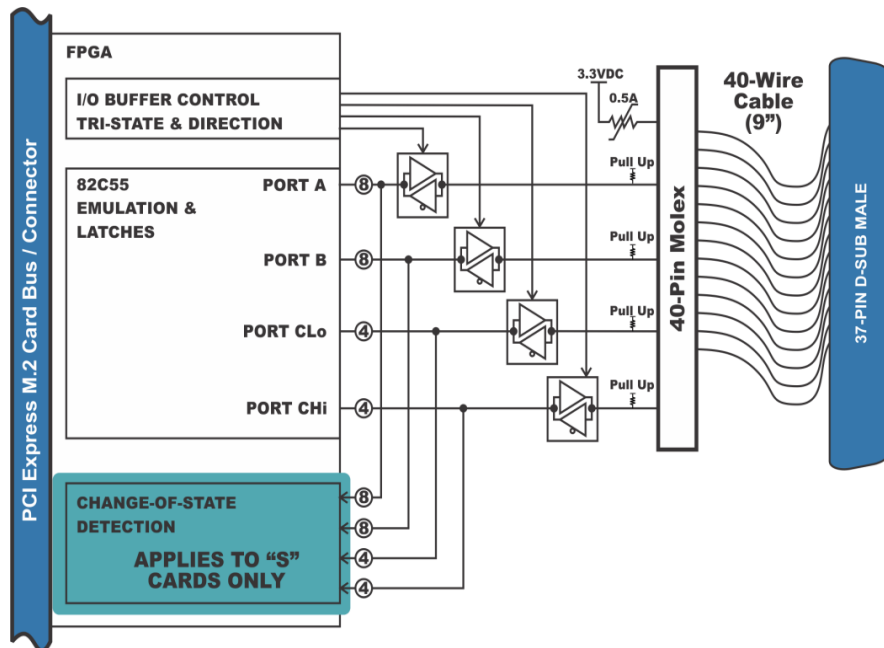 PCI Express M.2 Card Bus / Connector
FPGA
I/O BUFFER CONTROL
TRI-STATE & DIRECTION
82C55
EMULATION &
LATCHES
PORT A
8
PORT B
8
PORT CLo
4
PORT CHi
4
CHANGE-OF-STATE
DETECTION
APPLIES TO “S”
CARDS ONLY
8
8
4
4
3.3VDC
0.5A
Pull Up
Pull Up
Pull Up
Pull Up
40-Pin Molex
40-Wire
Cable
(9”)
37-PIN D-SUB MALE